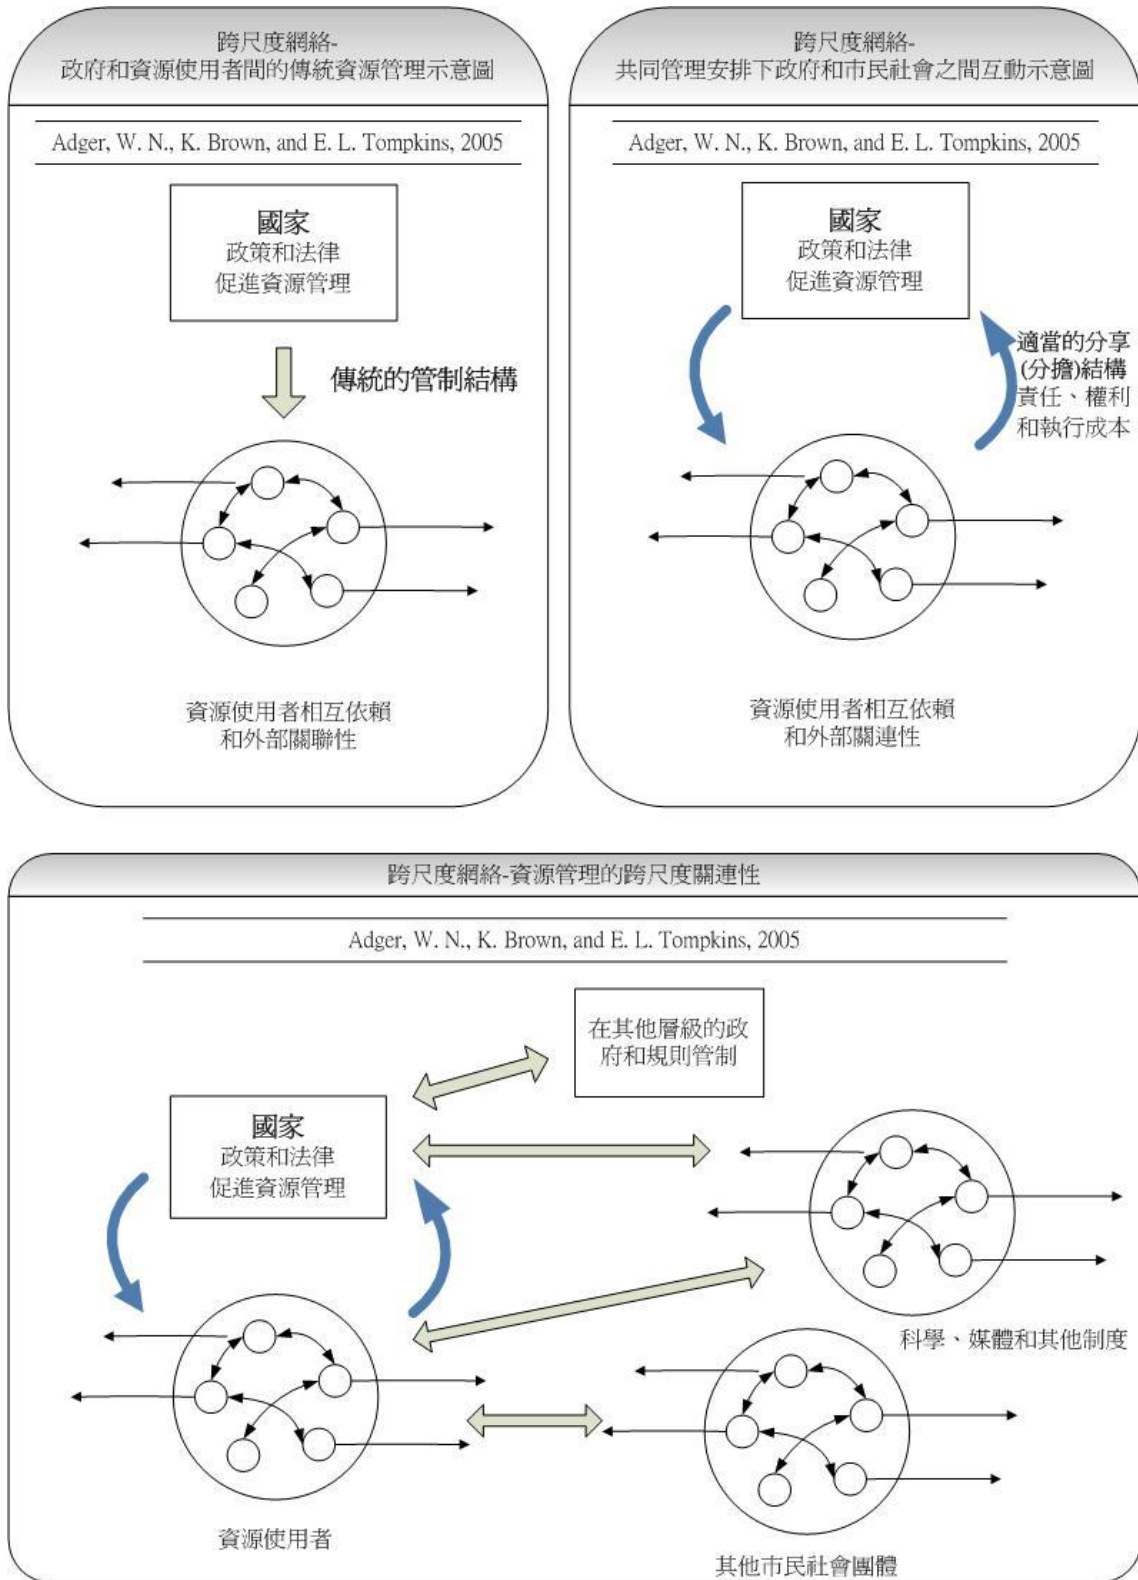 跨尺度網絡-
政府和資源使用者間的傳統資源管理示意圖
Adger, W. N., K. Brown, and E. L. Tompkins, 2005
國家
政策和法律
促進資源管理
傳統的管制結構
資源使用者相互依賴
和外部關聯性
跨尺度網絡-
共同管理安排下政府和市民社會之間互動示意圖
Adger, W. N., K. Brown, and E. L. Tompkins, 2005
國家
政策和法律
促進資源管理
適當的分享
(分擔)結構
責任、權利
和執行成本
資源使用者相互依賴
和外部關連性
跨尺度網絡-資源管理的跨尺度關連性
Adger, W. N., K. Brown, and E. L. Tompkins, 2005
在其他層級的政
府和規則管制
國家
政策和法律
促進資源管理
科學、媒體和其他制度
資源使用者
其他市民社會團體